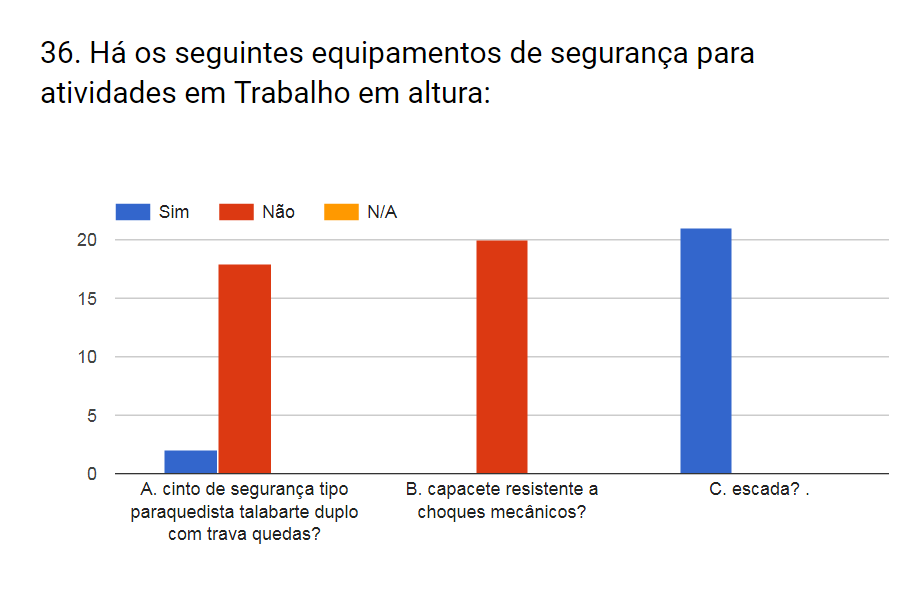 36. Há os seguintes equipamentos de segurança para
atividades em Trabalho em altura:
Sim Não N/A
20
15
10
5
0
A. cinto de segurança tipo
paraquedista talabarte duplo
com trava quedas?
B. capacete resistente a
choques mecânicos?
C. escada? .